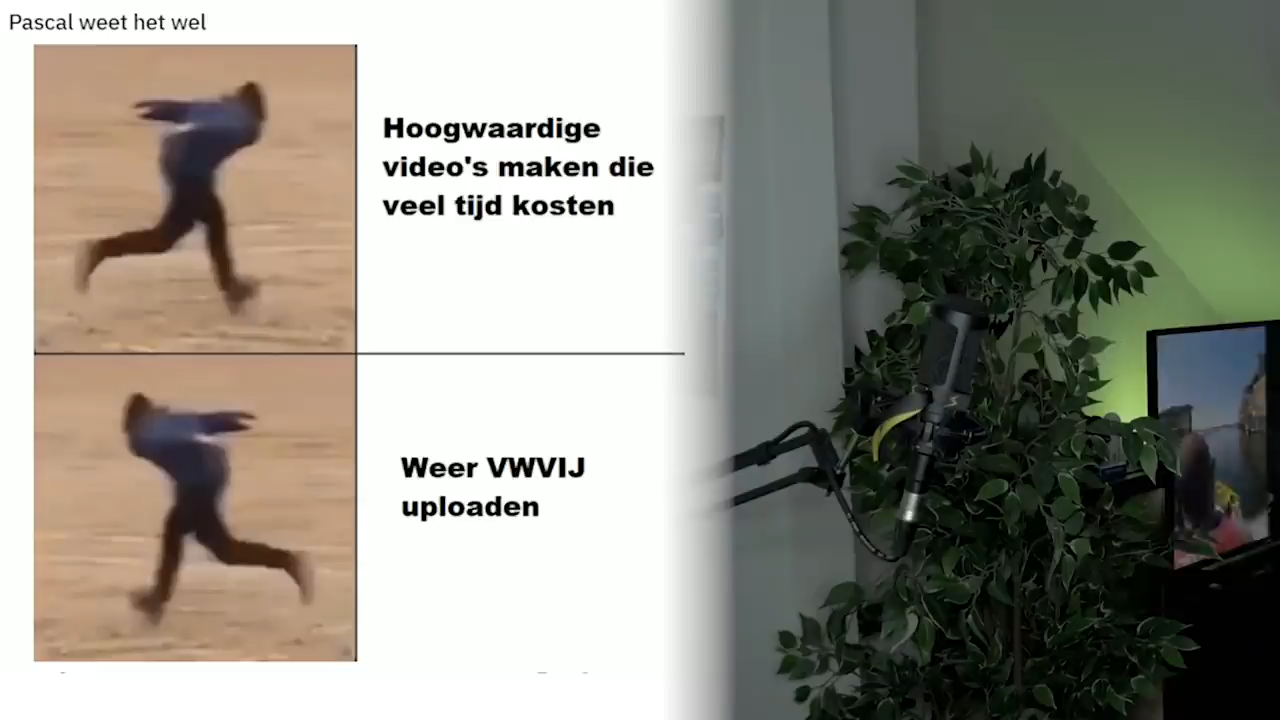 Pascal weet het wel
Hoogwaardige
video's maken die
veel tijd kosten
Weer VWVIJ
uploaden